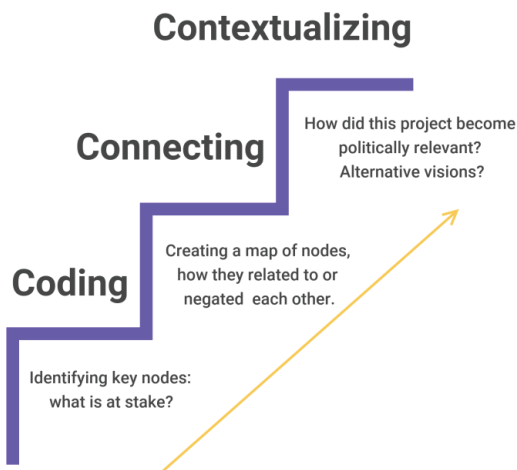 Contextualizing
How did this project become
politically relevant?
Alternative visions?
Connecting
Creating a map of nodes,
how they related to or
negated each other.
Coding
Identifying key nodes:
what is at stake?